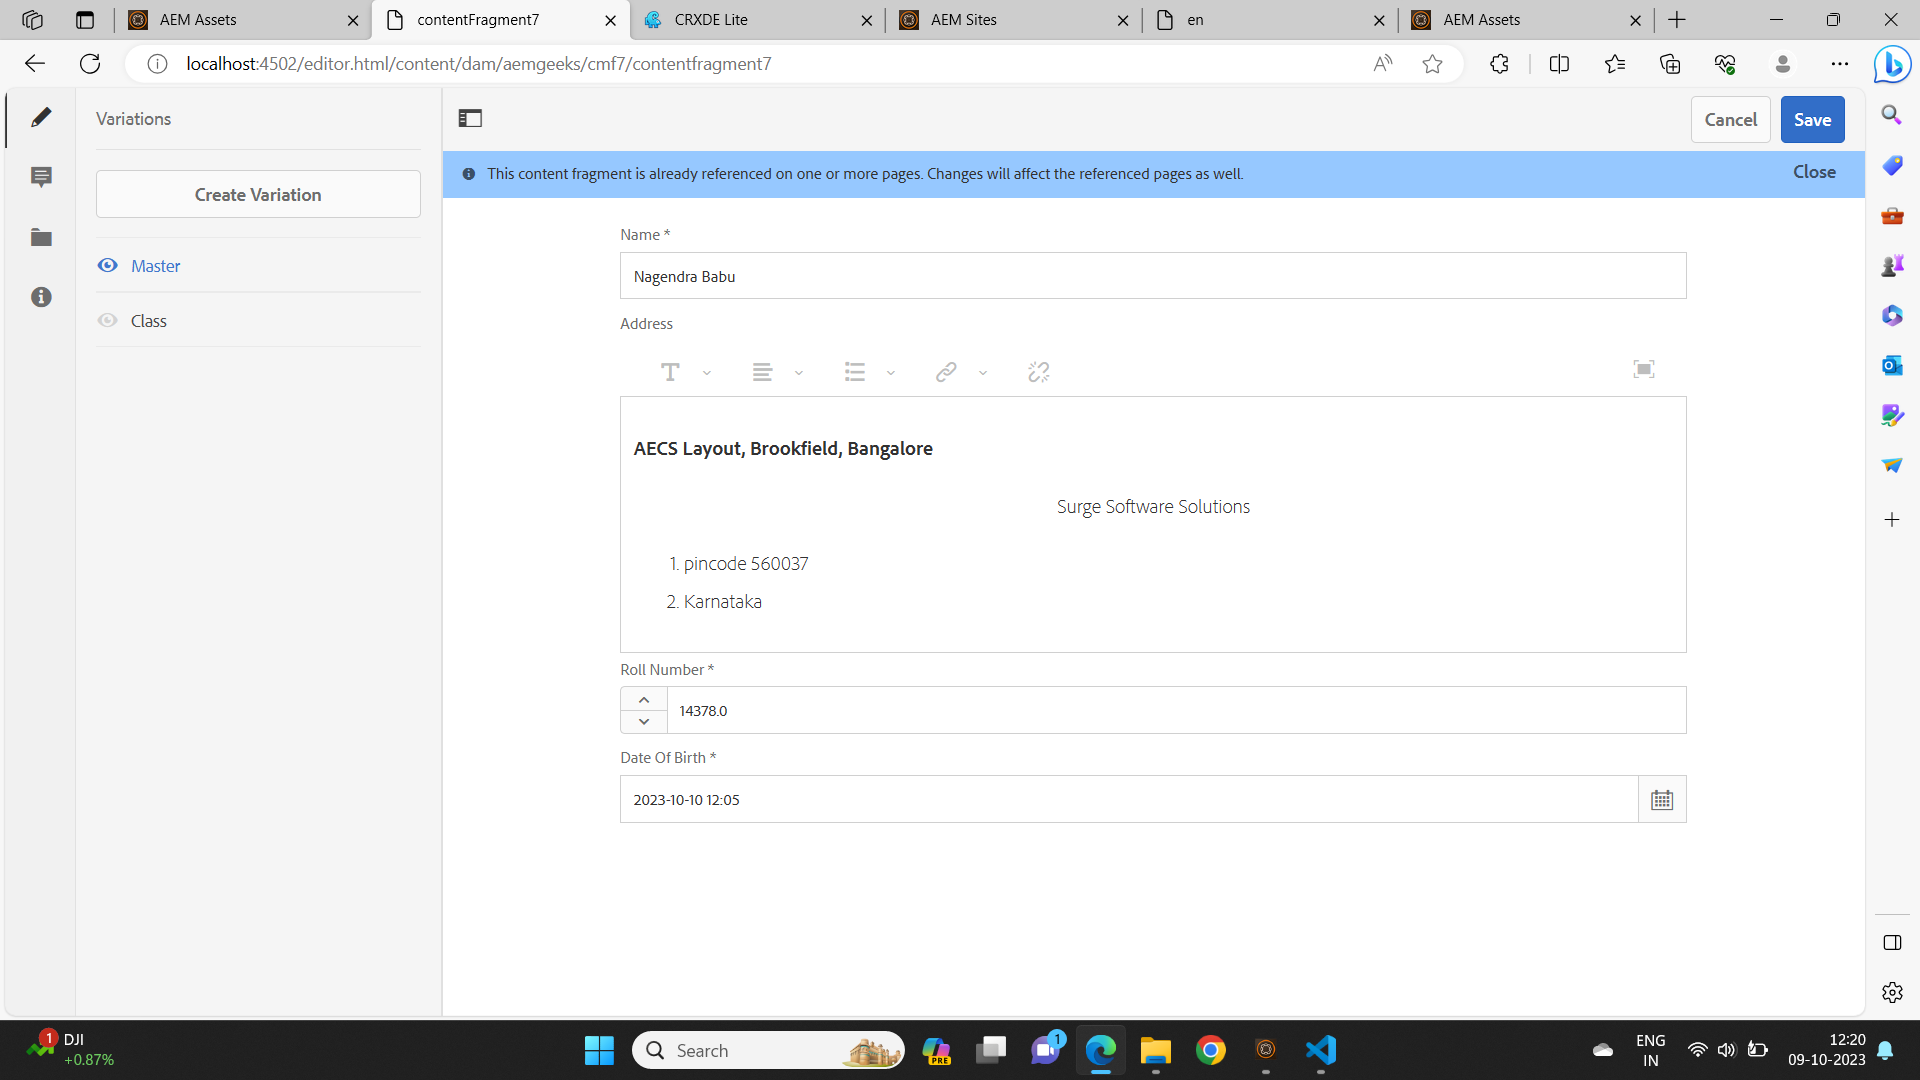 AEM Assets
contentFragment7
CRXDE Lite
AEM Sites
en
AEM Assets
localhost:4502/editor.html/content/dam/aemgeeks/cmf7/contentfragment7
Variations
Cancel
Save
This content fragment is already referenced on one or more pages. Changes will affect the referenced pages as well.
Close
Create Variation
Master
Class
Name *
Nagendra Babu
Address
AECS Layout, Brookfield, Bangalore
Surge Software Solutions
1. pincode 560037
2. Karnataka
Roll Number *
14378.0
Date Of Birth *
2023-10-10 12:05
1
DJI
+0.87%
Search
PRE
1
ENG
IN
12:20
09-10-2023